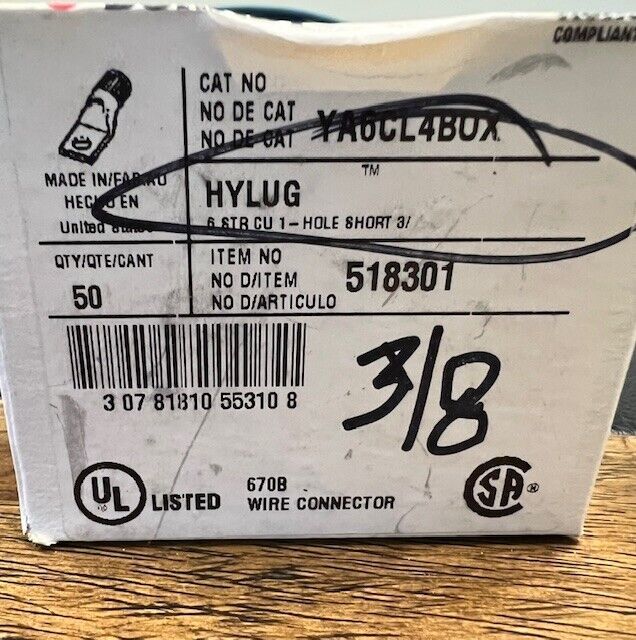 COMPLIANT
CAT NO
NO DE CAT
NO DE CAT YA6CL4BOX
MADE IN/FAB AU
HECHO EN
United States
HYLUG™
6 STR CU 1-HOLE SHORT 3/
QTY/QTE/CANT
50
ITEM NO
NO D/ITEM 518301
NO D/ARTICULO
3 07 81810 55310 8
3/8
UL LISTED
670B
WIRE CONNECTOR
SA ®